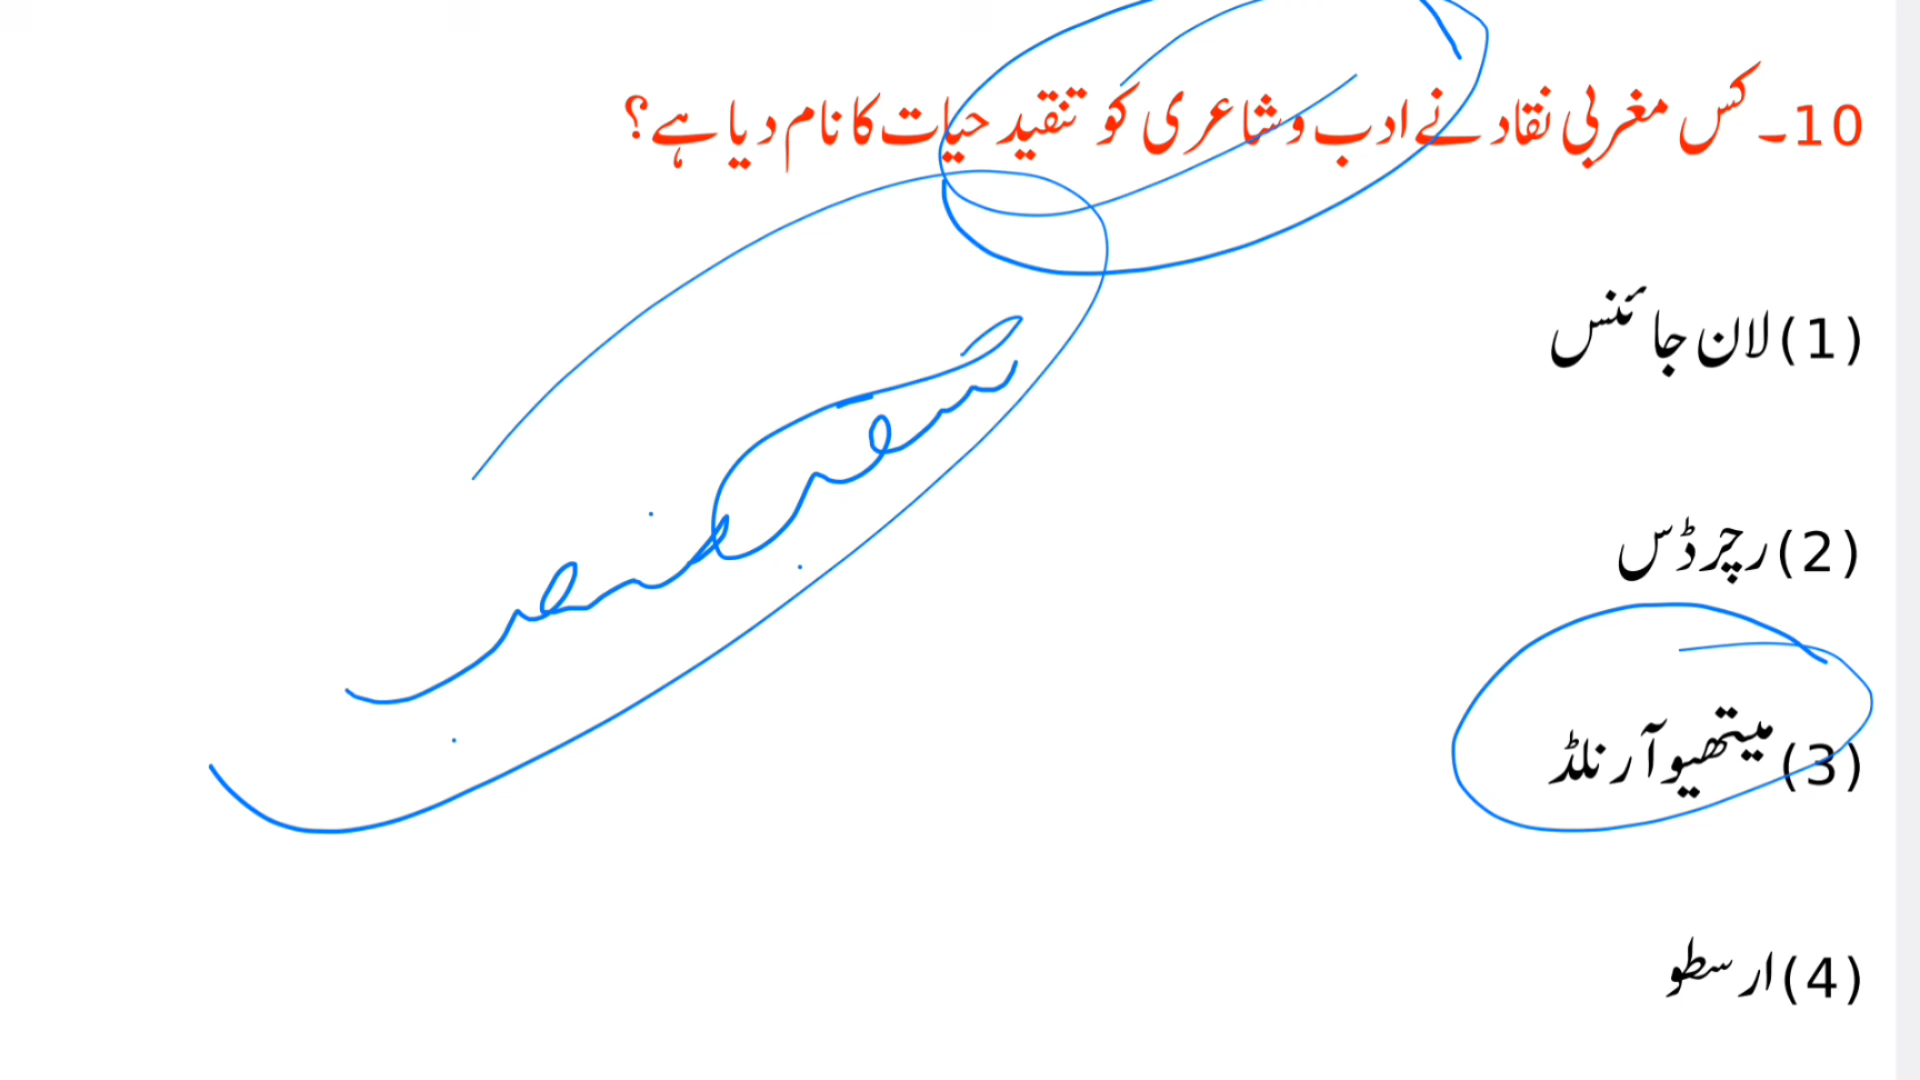 10۔ کس مغربی نقاد نے ادب و شاعری کو تنقید حیات کا نام دیا ہے؟
(1) لان جائنس
(2) رچرڈس
(3) میتھیو آرنلڈ
(4) ارسطو